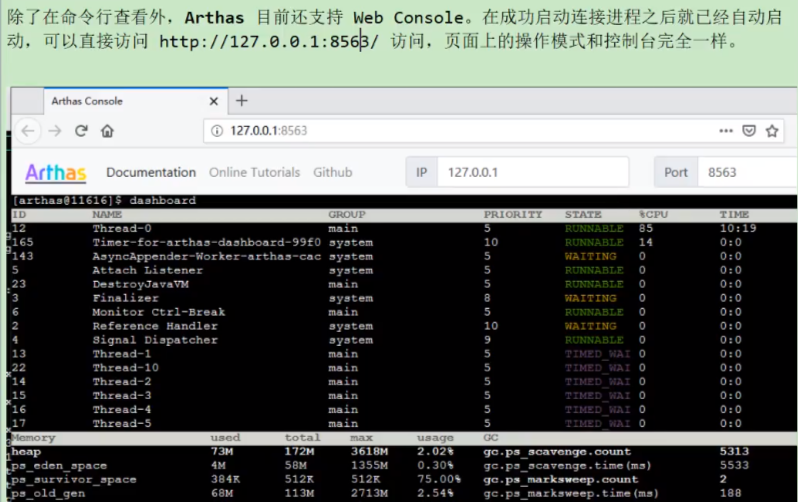 除了在命令行查看外，Arthas 目前还支持 Web Console。在成功启动连接进程之后就已经自动启
动，可以直接访问 http://127.0.0.1:8563/ 访问，页面上的操作模式和控制台完全一样。
Arthas Console
127.0.0.1:8563
Arthas Documentation Online Tutorials Github IP 127.0.0.1 Port 8563
[arthas@11616]$ dashboard
ID NAME GROUP PRIORITY STATE %CPU TIME
12 Thread-0 main 5 RUNNABLE 85 10:19
165 Timer-for-arthas-dashboard-99f0 system 10 RUNNABLE 14 0:0
143 AsyncAppender-Worker-arthas-cac system 5 WAITING 0 0:0
5 Attach Listener system 5 RUNNABLE 0 0:0
23 DestroyJavaVM main 5 RUNNABLE 0 0:0
3 Finalizer system 8 WAITING 0 0:0
6 Monitor Ctrl-Break main 5 RUNNABLE 0 0:0
2 Reference Handler system 10 WAITING 0 0:0
4 Signal Dispatcher system 9 RUNNABLE 0 0:0
13 Thread-1 main 5 TIMED_WAI 0 0:0
22 Thread-10 main 5 TIMED_WAI 0 0:0
14 Thread-2 main 5 TIMED_WAI 0 0:0
15 Thread-3 main 5 TIMED_WAI 0 0:0
16 Thread-4 main 5 TIMED_WAI 0 0:0
17 Thread-5 main 5 TIMED_WAI 0 0:0
Memory used total max usage GC
heap 73M 172M 3618M 2.02% gc.ps_scavenge.count 5313
ps_eden_space 4M 58M 1355M 0.30% gc.ps_scavenge.time(ms) 5533
ps_survivor_space 384K 512K 512K 75.00% gc.ps_marksweep.count 2
ps_old_gen 68M 113M 2713M 2.54% gc.ps_marksweep.time(ms) 188